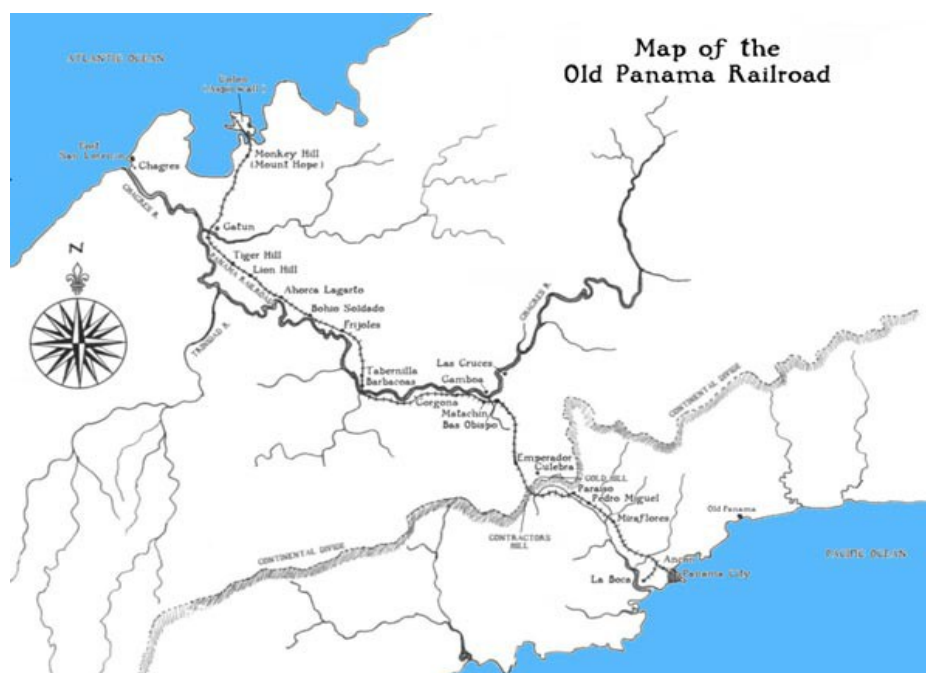 Map of the
Old Panama Railroad
ATLANTIC OCEAN
Colon
(Aspinwall)
Monkey Hill
(Mount Hope)
Fort
San Lorenzo
Chagres
CHAGRES R.
Gatun
N
Tiger Hill
Lion Hill
PANAMA RAILROAD
Ahorca Lagarto
Bohio Soldado
Frijoles
TRINIDAD R.
CHAGRES R.
Las Cruces
Tabernilla
Barbacoas
Gamboa
Gorgona
Matachin
Bas Obispo
CONTINENTAL DIVIDE
Emperador
Culebra
GOLD HILL
Paraiso
Pedro Miguel
Miraflores
Old Panama
CONTRACTORS
HILL
CONTINENTAL DIVIDE
PACIFIC OCEAN
Ancon
La Boca
Panama City